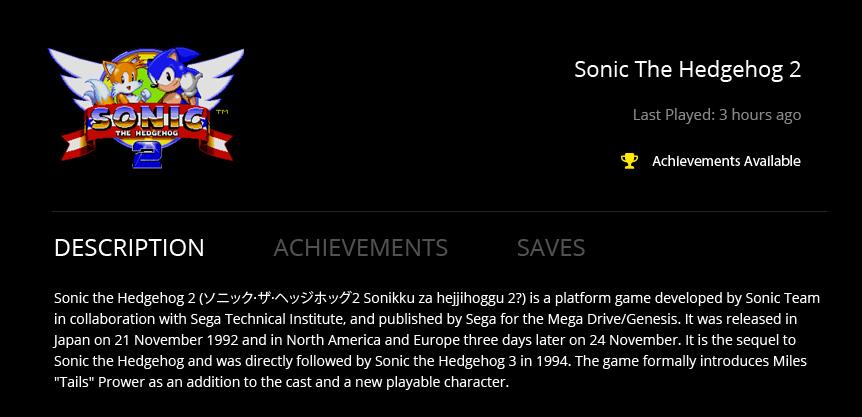 SONIC
THE HEDGEHOG
2
TM
Sonic The Hedgehog 2
Last Played: 3 hours ago
Achievements Available
DESCRIPTION ACHIEVEMENTS SAVES
Sonic the Hedgehog 2 (ソニック·ザ·ヘッジホッグ2 Sonikku za hejjihoggu 2?) is a platform game developed by Sonic Team
in collaboration with Sega Technical Institute, and published by Sega for the Mega Drive/Genesis. It was released in
Japan on 21 November 1992 and in North America and Europe three days later on 24 November. It is the sequel to
Sonic the Hedgehog and was directly followed by Sonic the Hedgehog 3 in 1994. The game formally introduces Miles
"Tails" Prower as an addition to the cast and a new playable character.